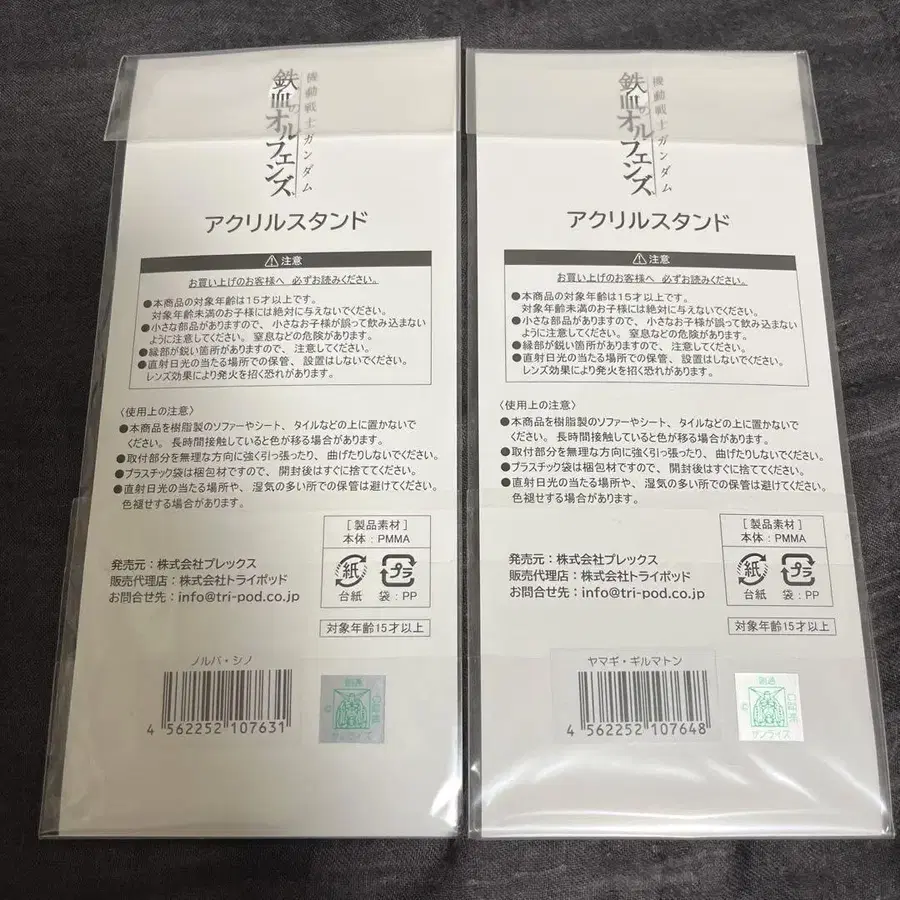 機動戦士ガンダム
鉄血のオルフェンズ
アクリルスタンド
⚠注意
お買い上げのお客様へ 必ずお読みください。
●本商品の対象年齢は15才以上です。
対象年齢未満のお子様には絶対に与えないでください。
●小さな部品がありますので、小さなお子様が誤って飲み込まない
ように注意してください。窒息などの危険があります。
●縁部が鋭い箇所がありますので、注意してください。
●直射日光の当たる場所での保管、設置はしないでください。
レンズ効果により発火を招く恐れがあります。
〈使用上の注意〉
●本商品を樹脂製のソファーやシート、タイルなどの上に置かないで
ください。長時間接触していると色が移る場合があります。
●取付部分を無理な方向に強く引っ張ったり、曲げたりしないでください。
●プラスチック袋は梱包材ですので、開封後はすぐに捨ててください。
●直射日光の当たる場所や、湿気の多い所での保管は避けてください。
色褪せする場合があります。
[製品素材]
本体：PMMA
発売元：株式会社プレックス
販売代理店：株式会社トライポッド
お問合せ先：info@tri-pod.co.jp
紙 プラ
台紙 袋：PP
対象年齢15才以上
ノルバ・シノ
4 562252 107631
サンライズ
機動戦士ガンダム
鉄血のオルフェンズ
アクリルスタンド
⚠注意
お買い上げのお客様へ 必ずお読みください。
●本商品の対象年齢は15才以上です。
対象年齢未満のお子様には絶対に与えないでください。
●小さな部品がありますので、小さなお子様が誤って飲み込まない
ように注意してください。窒息などの危険があります。
●縁部が鋭い箇所がありますので、注意してください。
●直射日光の当たる場所での保管、設置はしないでください。
レンズ効果により発火を招く恐れがあります。
〈使用上の注意〉
●本商品を樹脂製のソファーやシート、タイルなどの上に置かないで
ください。長時間接触していると色が移る場合があります。
●取付部分を無理な方向に強く引っ張ったり、曲げたりしないでください。
●プラスチック袋は梱包材ですので、開封後はすぐに捨ててください。
●直射日光の当たる場所や、湿気の多い所での保管は避けてください。
色褪せする場合があります。
[製品素材]
本体：PMMA
発売元：株式会社プレックス
販売代理店：株式会社トライポッド
お問合せ先：info@tri-pod.co.jp
紙 プラ
台紙 袋：PP
対象年齢15才以上
ヤマギ・ギルマトン
4 562252 107648
サンライズ